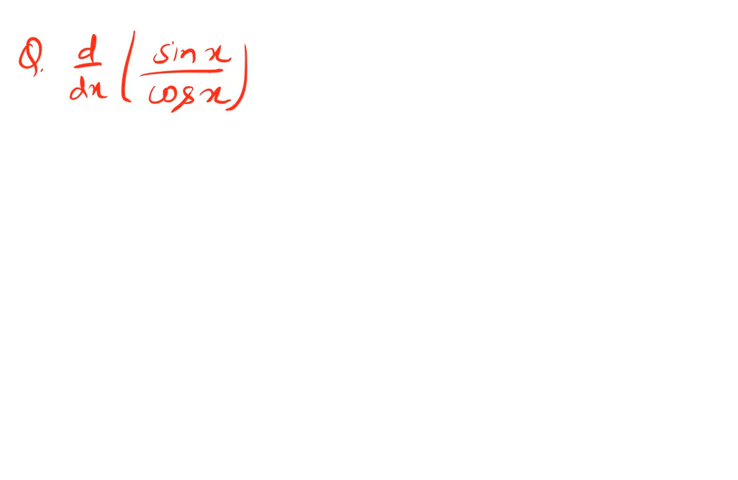 Q. d/dx (sin x / cos x)